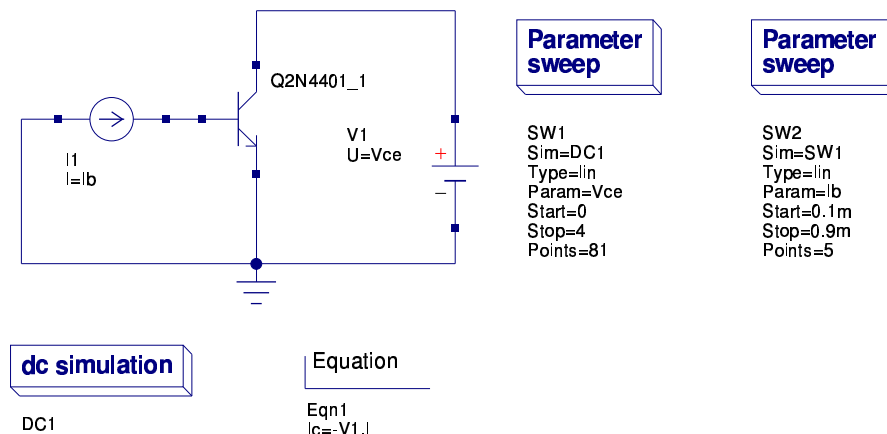 Q2N4401_1
I1
I=Ib
V1
U=Vce
+
−
Parameter
sweep
SW1
Sim=DC1
Type=lin
Param=Vce
Start=0
Stop=4
Points=81
Parameter
sweep
SW2
Sim=SW1
Type=lin
Param=Ib
Start=0.1m
Stop=0.9m
Points=5
dc simulation
DC1
Equation
Eqn1
Ic=-V1.I